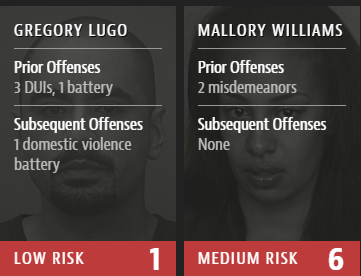 GREGORY LUGO
Prior Offenses
3 DUIs, 1 battery
Subsequent Offenses
1 domestic violence
battery
LOW RISK 1
MALLORY WILLIAMS
Prior Offenses
2 misdemeanors
Subsequent Offenses
None
MEDIUM RISK 6